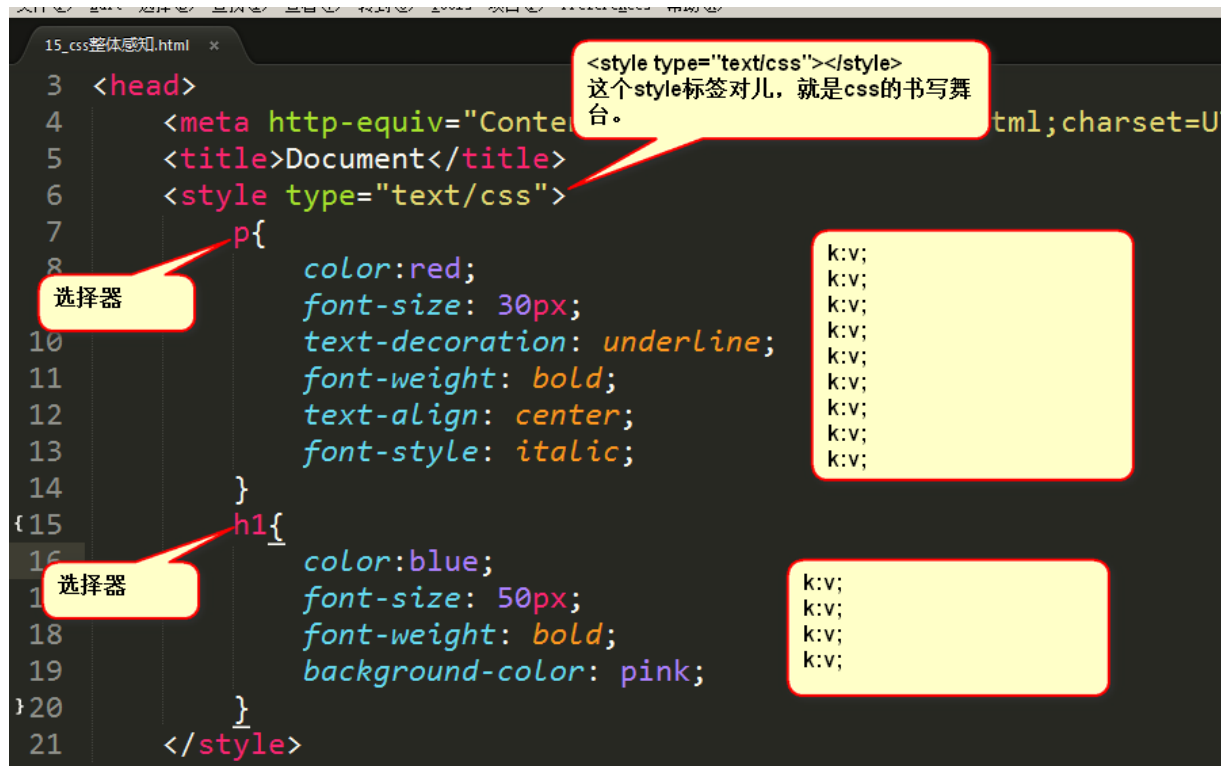 15_css整体感知.html ×
<style type="text/css"></style>
这个style标签对儿，就是css的书写舞
台。
3 <head>
4 <meta http-equiv="Conte tml;charset=U
5 <title>Document</title>
6 <style type="text/css">
7 p{
8 color:red;
选择器
font-size: 30px;
10 text-decoration: underline;
11 font-weight: bold;
12 text-align: center;
13 font-style: italic;
14 }
k:v;
k:v;
k:v;
k:v;
k:v;
k:v;
k:v;
k:v;
k:v;
{15 h1{
16 color:blue;
选择器
font-size: 50px;
18 font-weight: bold;
19 background-color: pink;
}20 }
21 </style>
k:v;
k:v;
k:v;
k:v;